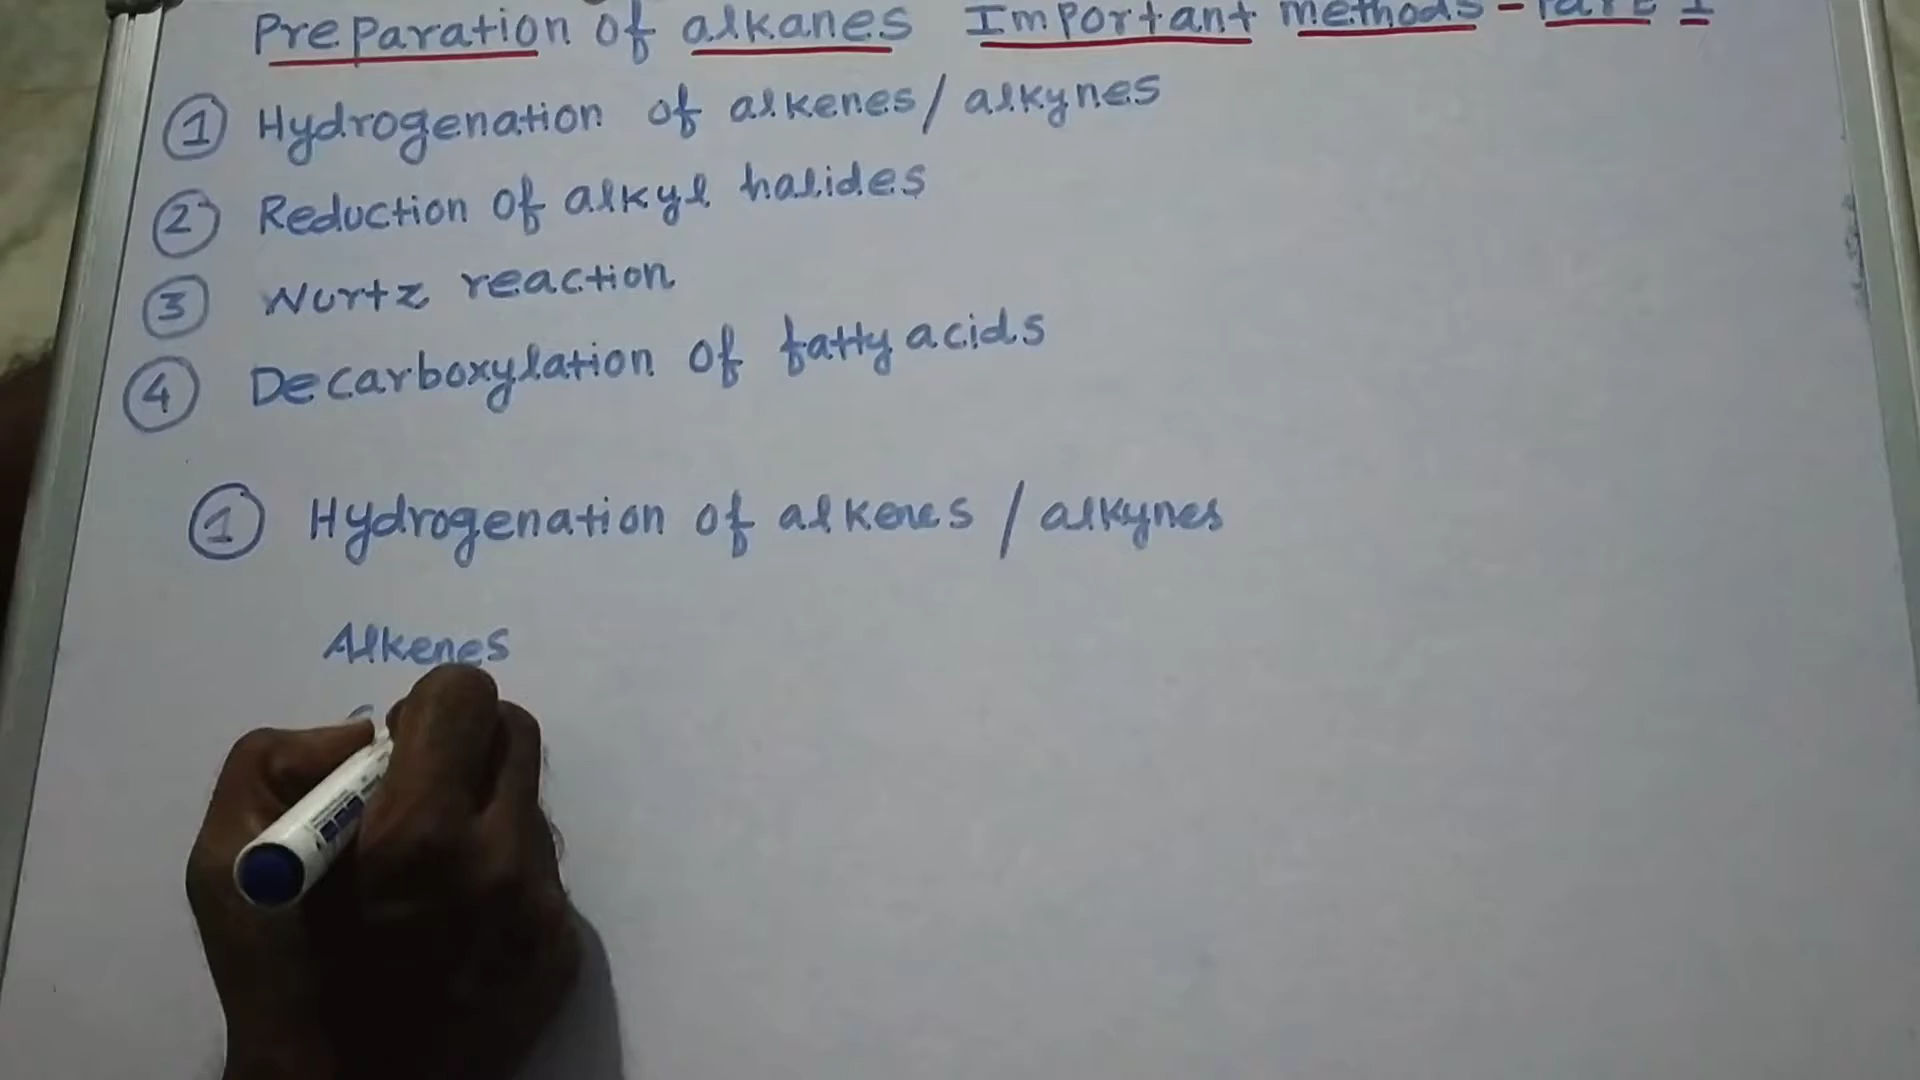 Preparation of alkanes Important methods - Part I
① Hydrogenation of alkenes / alkynes
② Reduction of alkyl halides
③ Wurtz reaction
④ Decarboxylation of fatty acids
① Hydrogenation of alkenes / alkynes
Alkenes